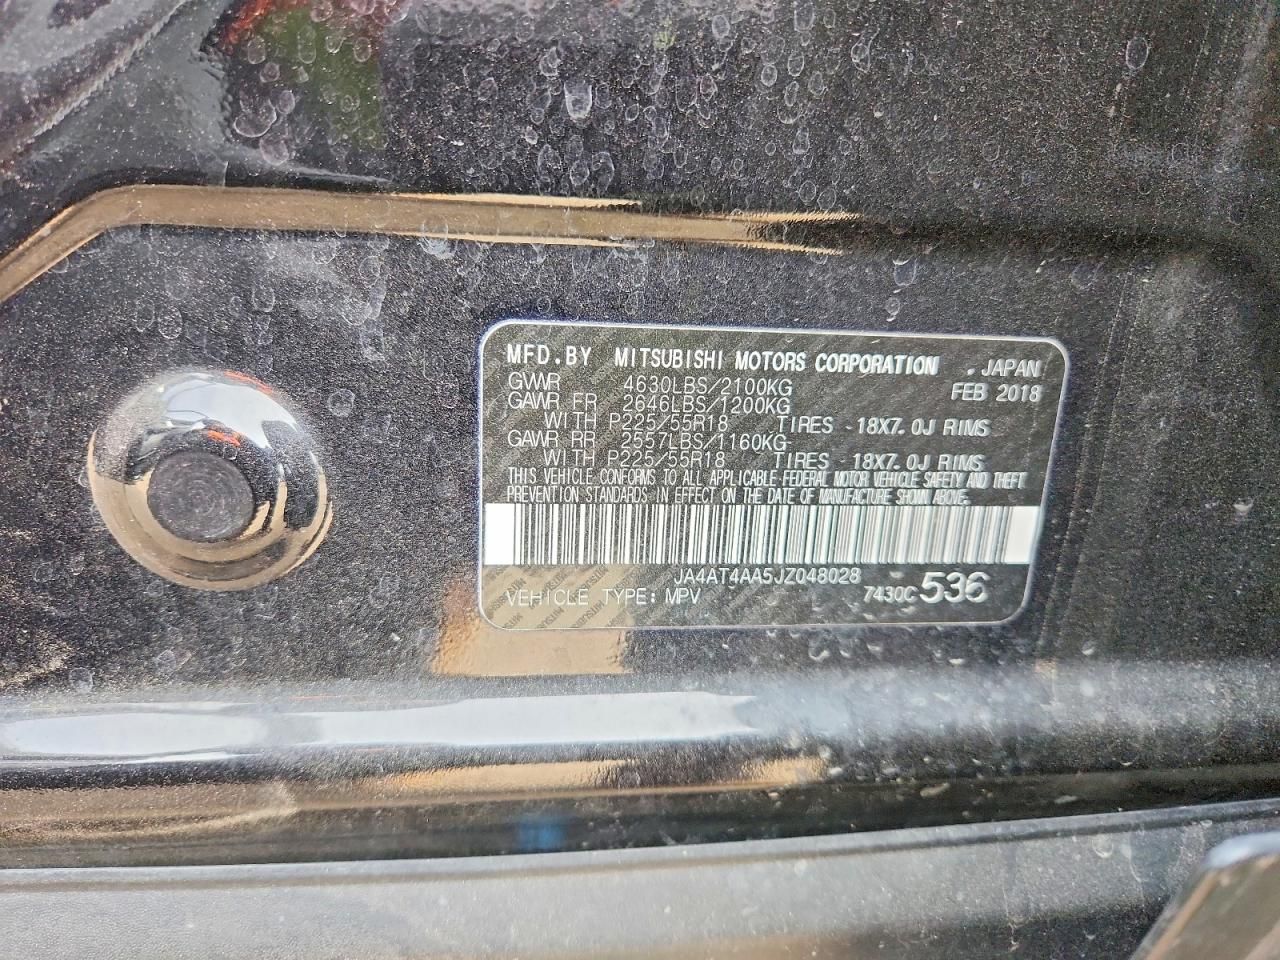 MFD.BY MITSUBISHI MOTORS CORPORATION .JAPAN
GVWR 4630LBS/2100KG FEB 2018
GAWR FR 2646LBS/1200KG
WITH P225/55R18 TIRES 18X7.0J RIMS
GAWR RR 2557LBS/1160KG
WITH P225/55R18 TIRES 18X7.0J RIMS
THIS VEHICLE CONFORMS TO ALL APPLICABLE FEDERAL MOTOR VEHICLE SAFETY AND THEFT
PREVENTION STANDARDS IN EFFECT ON THE DATE OF MANUFACTURE SHOWN ABOVE.
JA4AT4AA5JZ048028
VEHICLE TYPE: MPV 7430C536